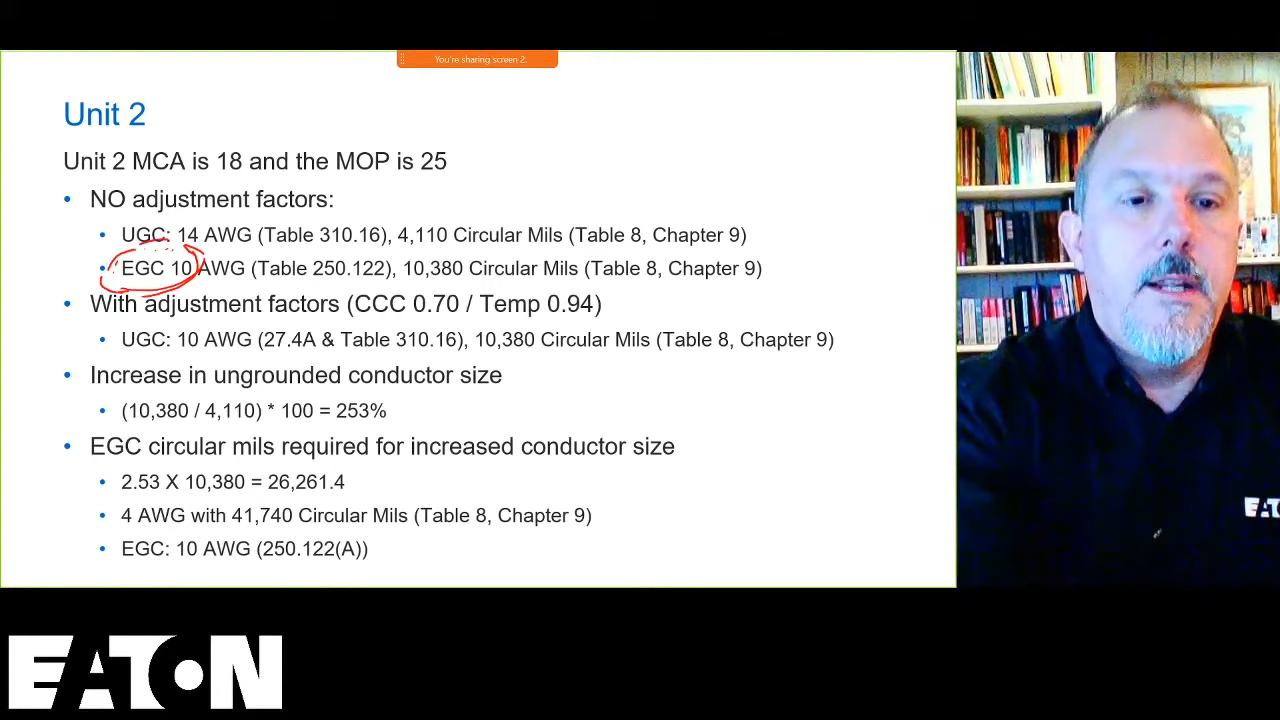 You're sharing screen 2.
Unit 2
Unit 2 MCA is 18 and the MOP is 25
• NO adjustment factors:
• UGC: 14 AWG (Table 310.16), 4,110 Circular Mils (Table 8, Chapter 9)
• EGC 10 AWG (Table 250.122), 10,380 Circular Mils (Table 8, Chapter 9)
• With adjustment factors (CCC 0.70 / Temp 0.94)
• UGC: 10 AWG (27.4A & Table 310.16), 10,380 Circular Mils (Table 8, Chapter 9)
• Increase in ungrounded conductor size
• (10,380 / 4,110) * 100 = 253%
• EGC circular mils required for increased conductor size
• 2.53 X 10,380 = 26,261.4
• 4 AWG with 41,740 Circular Mils (Table 8, Chapter 9)
• EGC: 10 AWG (250.122(A))
EATON